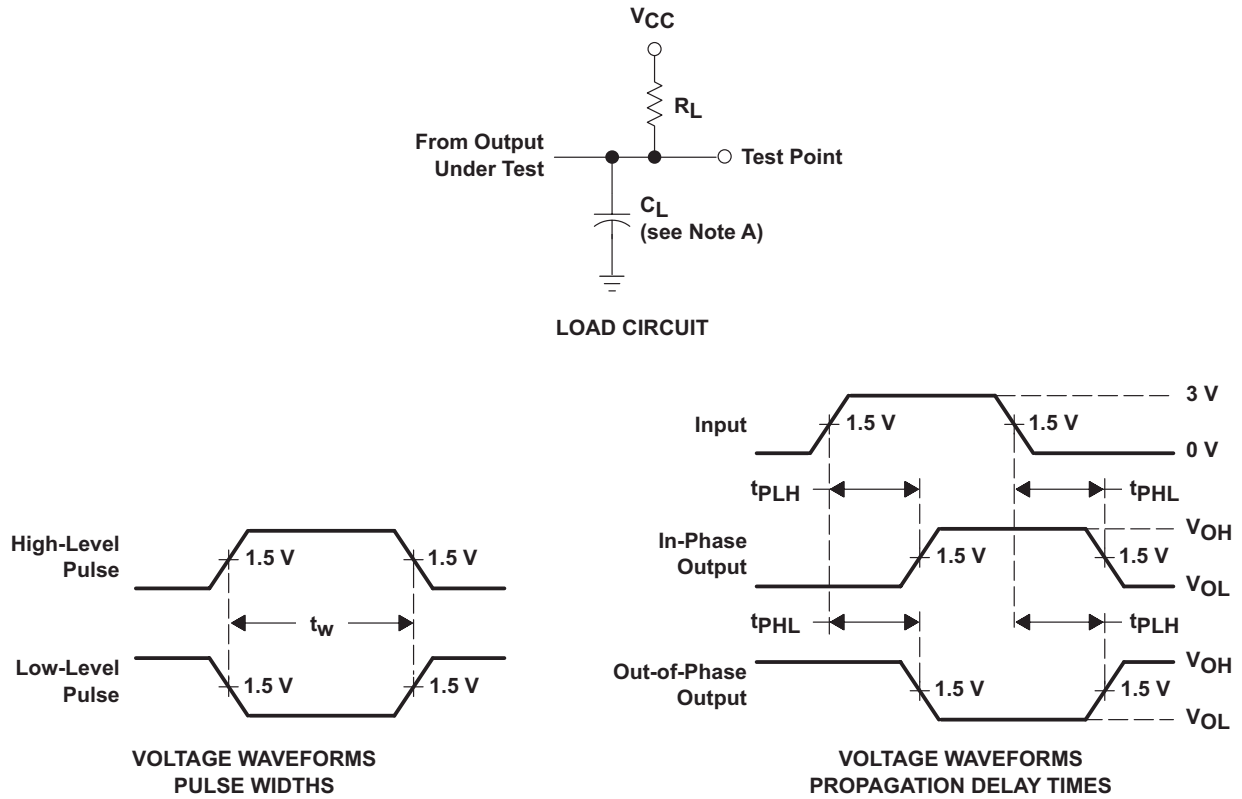 VCC
RL
From Output
Under Test
Test Point
CL
(see Note A)
LOAD CIRCUIT
High-Level
Pulse
1.5 V
1.5 V
tw
Low-Level
Pulse
1.5 V
1.5 V
VOLTAGE WAVEFORMS
PULSE WIDTHS
Input
1.5 V
1.5 V
3 V
0 V
tPLH
tPHL
In-Phase
Output
1.5 V
1.5 V
VOH
VOL
tPHL
tPLH
Out-of-Phase
Output
1.5 V
1.5 V
VOH
VOL
VOLTAGE WAVEFORMS
PROPAGATION DELAY TIMES